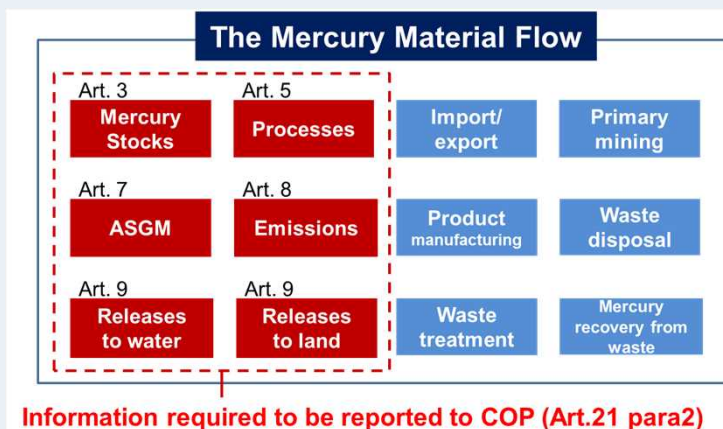 The Mercury Material Flow
Art. 3
Art. 5
Mercury
Stocks
Processes
Import/
export
Primary
mining
Art. 7
Art. 8
ASGM
Emissions
Product
manufacturing
Waste
disposal
Art. 9
Art. 9
Releases
to water
Releases
to land
Waste
treatment
Mercury
recovery from
waste
Information required to be reported to COP (Art.21 para2)